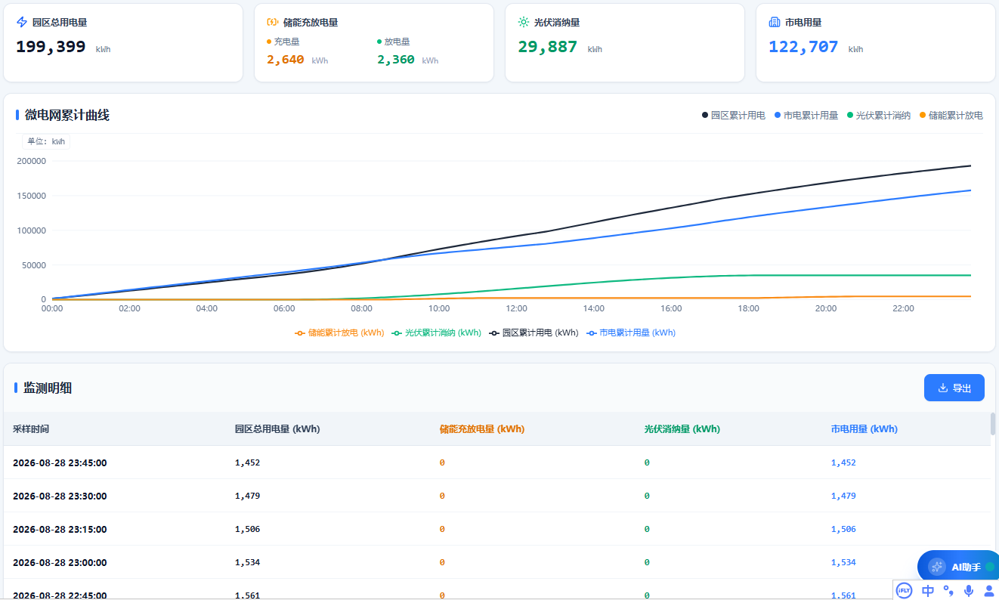 园区总用电量
199,399 kWh
储能充放电量
充电量
2,640 kWh
放电量
2,360 kWh
光伏消纳量
29,887 kWh
市电用量
122,707 kWh
微电网累计曲线
园区累计用电 市电累计用量 光伏累计消纳 储能累计放电
单位: kWh
200000
150000
100000
50000
0
00:00 02:00 04:00 06:00 08:00 10:00 12:00 14:00 16:00 18:00 20:00 22:00
储能累计放电 (kWh) 光伏累计消纳 (kWh) 园区累计用电 (kWh) 市电累计用量 (kWh)
监测明细
导出
采样时间 园区总用电量 (kWh) 储能充放电量 (kWh) 光伏消纳量 (kWh) 市电用量 (kWh)
2026-08-28 23:45:00 1,452 0 0 1,452
2026-08-28 23:30:00 1,479 0 0 1,479
2026-08-28 23:15:00 1,506 0 0 1,506
2026-08-28 23:00:00 1,534 0 0 1,534
2026-08-28 22:45:00 1,561 0 0 1,561
AI助手
iFLY 中